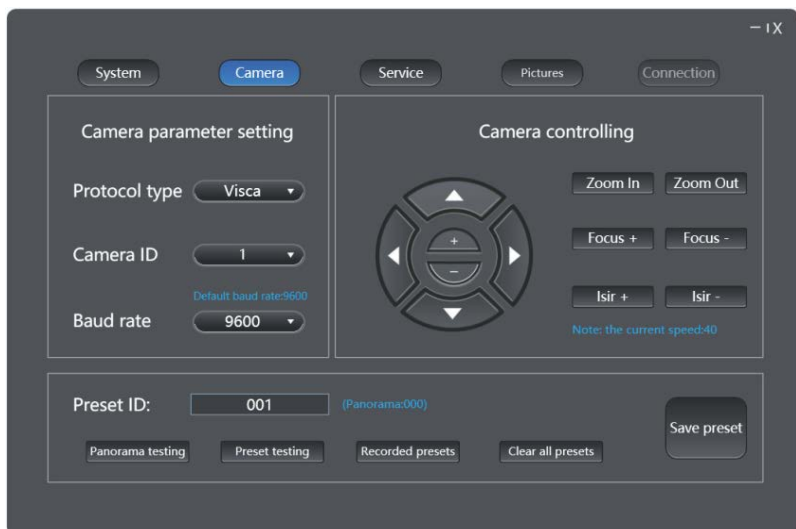 System Camera Service Pictures Connection
Camera parameter setting
Protocol type Visca
Camera ID 1
Default baud rate:9600
Baud rate 9600
Camera controlling
+
−
Zoom In Zoom Out
Focus + Focus -
Isir + Isir -
Note: the current speed:40
Preset ID: 001 (Panorama:000)
Save preset
Panorama testing Preset testing Recorded presets Clear all presets